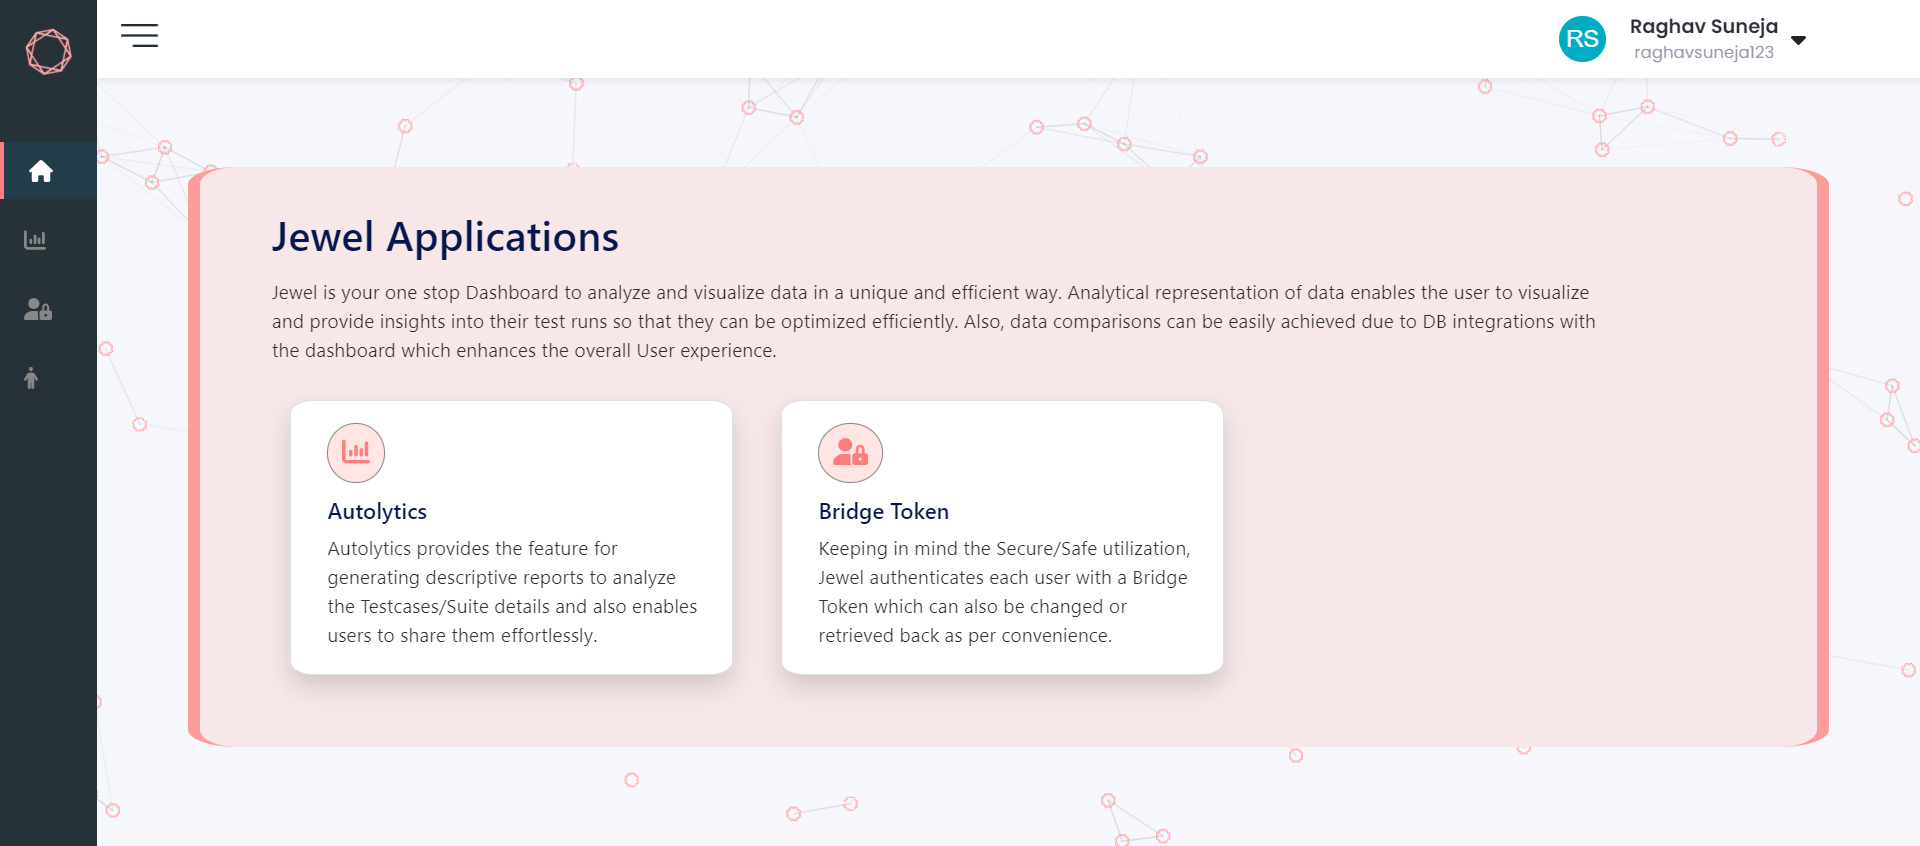 RS
Raghav Suneja
raghavsuneja123
Jewel Applications
Jewel is your one stop Dashboard to analyze and visualize data in a unique and efficient way. Analytical representation of data enables the user to visualize
and provide insights into their test runs so that they can be optimized efficiently. Also, data comparisons can be easily achieved due to DB integrations with
the dashboard which enhances the overall User experience.
Autolytics
Autolytics provides the feature for
generating descriptive reports to analyze
the Testcases/Suite details and also enables
users to share them effortlessly.
Bridge Token
Keeping in mind the Secure/Safe utilization,
Jewel authenticates each user with a Bridge
Token which can also be changed or
retrieved back as per convenience.